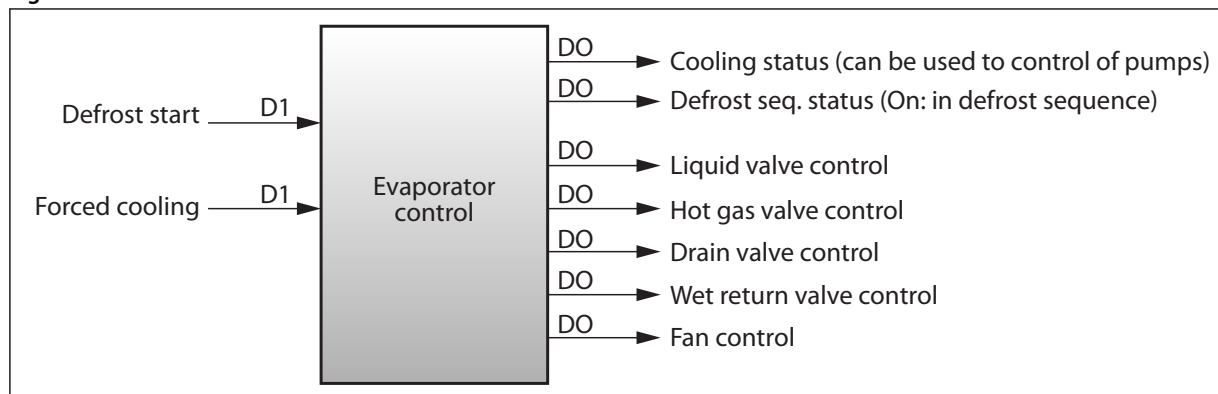 DO
Cooling status (can be used to control of pumps)
DO
Defrost seq. status (On: in defrost sequence)
Defrost start
D1
DO
Liquid valve control
Forced cooling
D1
Evaporator
control
DO
Hot gas valve control
DO
Drain valve control
DO
Wet return valve control
DO
Fan control